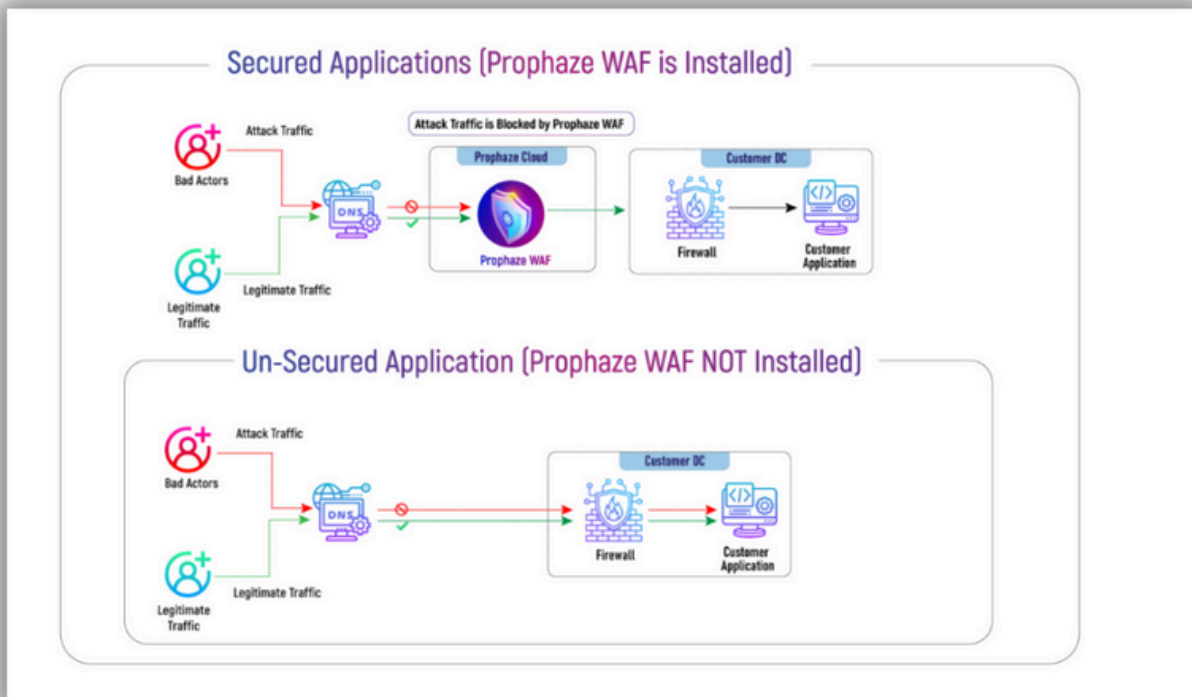 Secured Applications (Prophaze WAF is Installed)
Attack Traffic
Attack Traffic is Blocked by Prophaze WAF
Bad Actors
Prophaze Cloud
Customer DC
DNS
Prophaze WAF
Firewall
Customer
Application
Legitimate Traffic
Legitimate
Traffic
Un-Secured Application (Prophaze WAF NOT Installed)
Attack Traffic
Bad Actors
Customer DC
DNS
Firewall
Customer
Application
Legitimate Traffic
Legitimate
Traffic